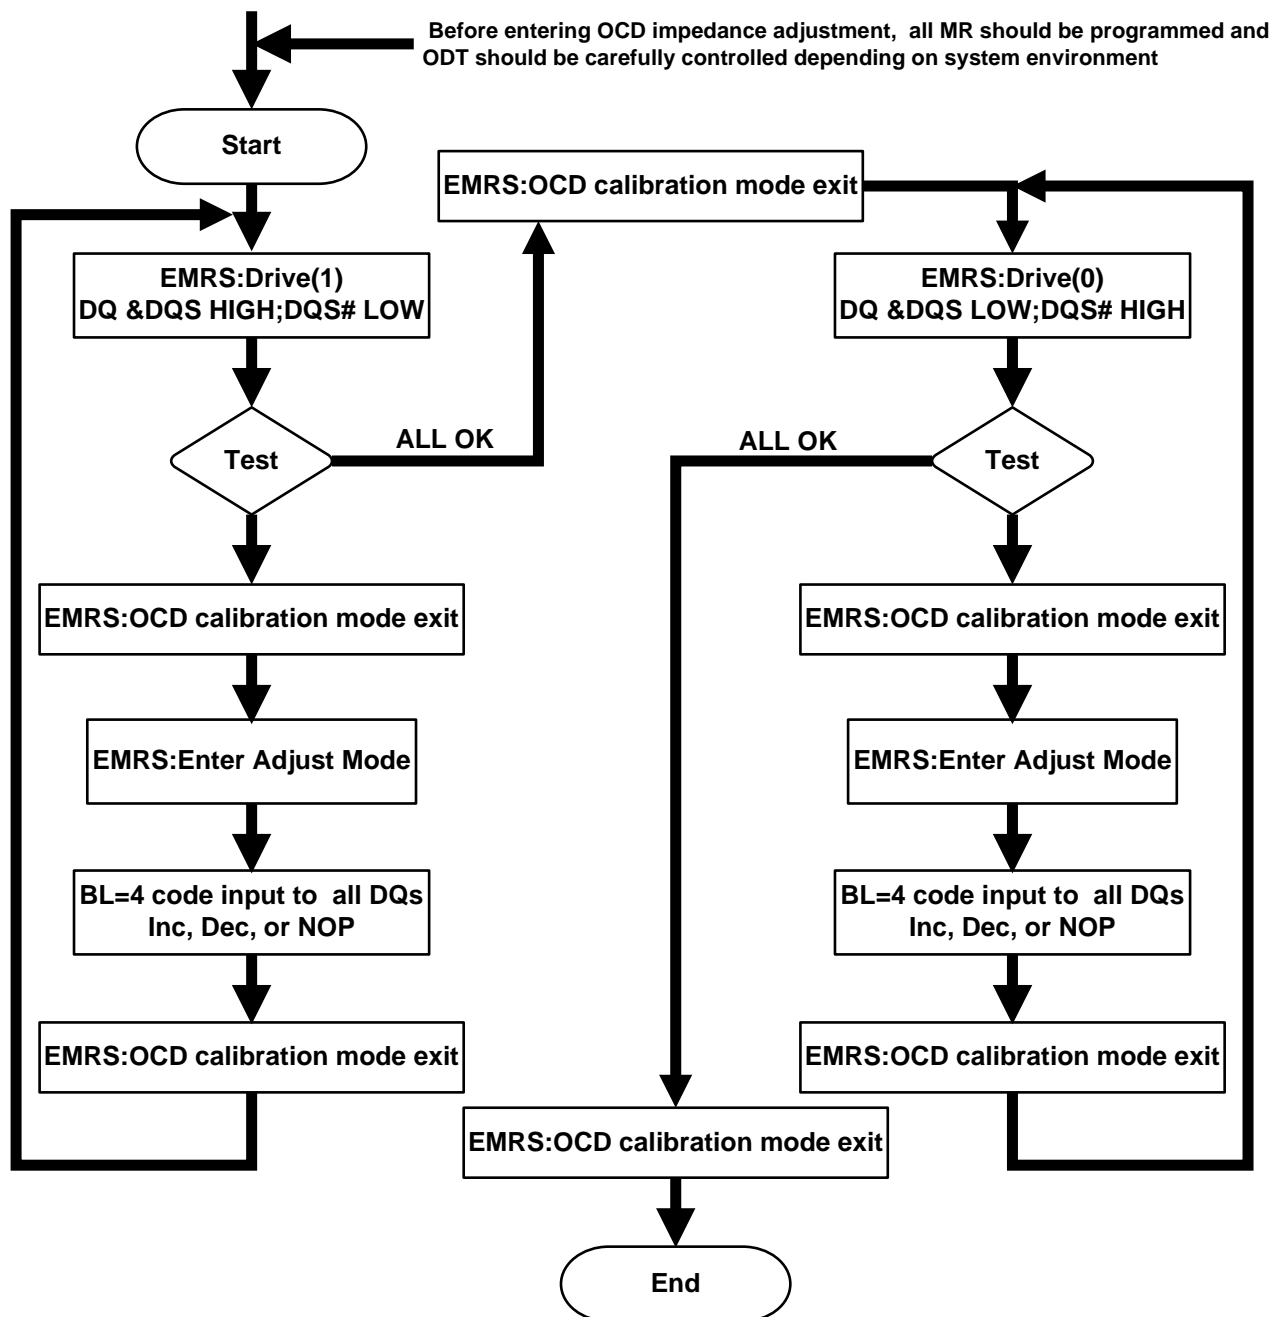 Before entering OCD impedance adjustment, all MR should be programmed and
ODT should be carefully controlled depending on system environment
Start
EMRS:OCD calibration mode exit
EMRS:Drive(1)
DQ &DQS HIGH;DQS# LOW
EMRS:Drive(0)
DQ &DQS LOW;DQS# HIGH
ALL OK
ALL OK
Test
Test
EMRS:OCD calibration mode exit
EMRS:OCD calibration mode exit
EMRS:Enter Adjust Mode
EMRS:Enter Adjust Mode
BL=4 code input to all DQs
Inc, Dec, or NOP
BL=4 code input to all DQs
Inc, Dec, or NOP
EMRS:OCD calibration mode exit
EMRS:OCD calibration mode exit
EMRS:OCD calibration mode exit
End